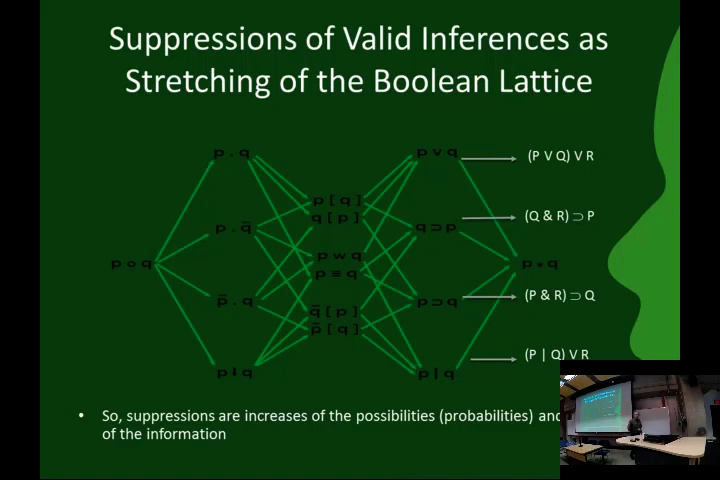 Suppressions of Valid Inferences as
Stretching of the Boolean Lattice
p . q
p ∨ q
(P V Q) V R
p [ q ]
q [ p ]
p . q̄
q ⊃ p
(Q & R) ⊃ P
p o q
p w q
p ≡ q
p * q
p̄ . q
q̄ [ p ]
p̄ [ q ]
p ⊃ q
(P & R) ⊃ Q
p ↓ q
p | q
(P | Q) V R
• So, suppressions are increases of the possibilities (probabilities) and
of the information